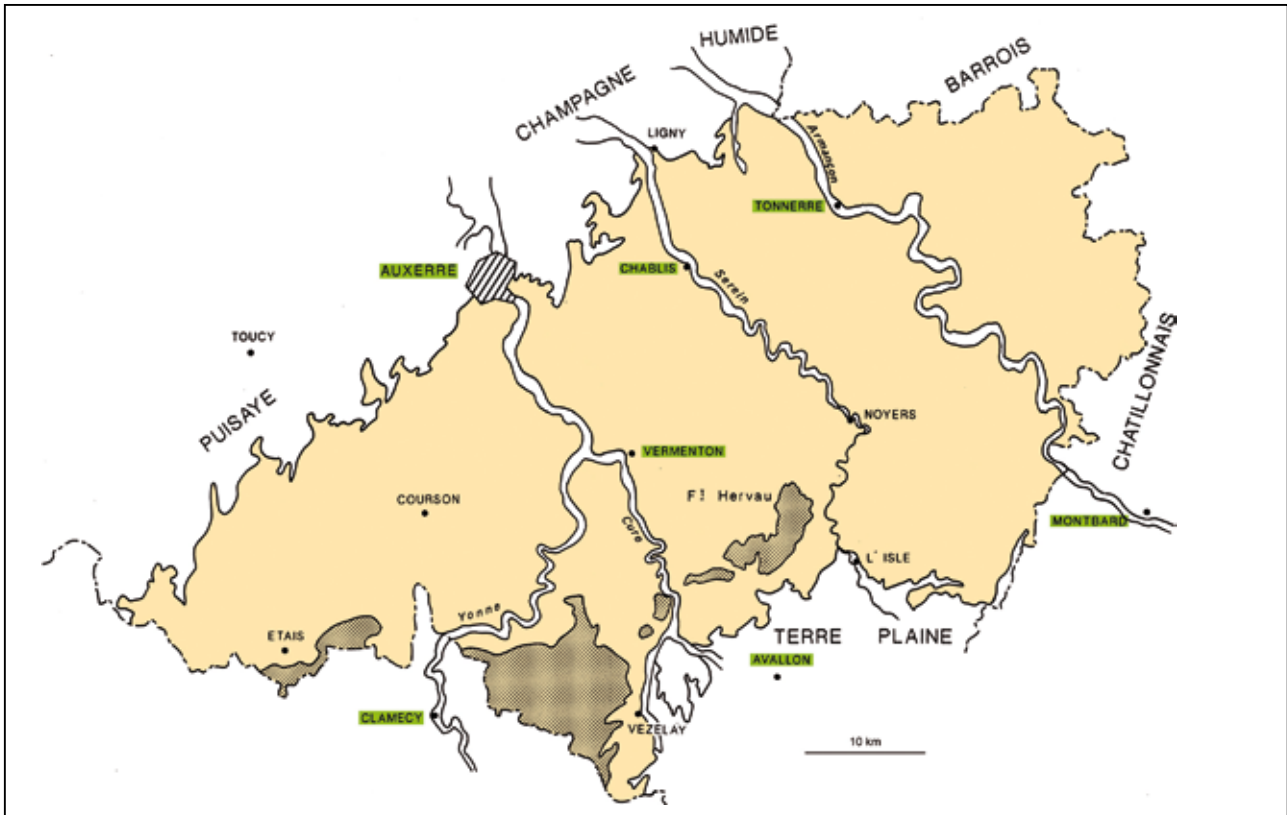 HUMIDE
CHAMPAGNE
BARROIS
LIGNY
Armançon
TONNERRE
AUXERRE
CHABLIS
Serein
TOUCY
PUISAYE
CHATILLONNAIS
NOYERS
VERMENTON
COURSON
Ft Hervau
Cure
MONTBARD
L'ISLE
Yonne
ETAIS
TERRE PLAINE
AVALLON
CLAMECY
VEZELAY
10 km